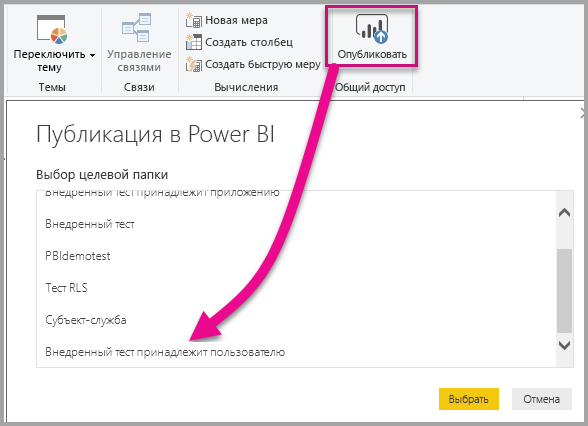 Переключить тему
Темы
Управление связями
Связи
Новая мера
Создать столбец
Создать быструю меру
Вычисления
Опубликовать
Общий доступ
Публикация в Power BI
Выбор целевой папки
Внедренный тест принадлежит приложению
Внедренный тест
PBIdemotest
Тест RLS
Субъект-служба
Внедренный тест принадлежит пользователю
Выбрать
Отмена